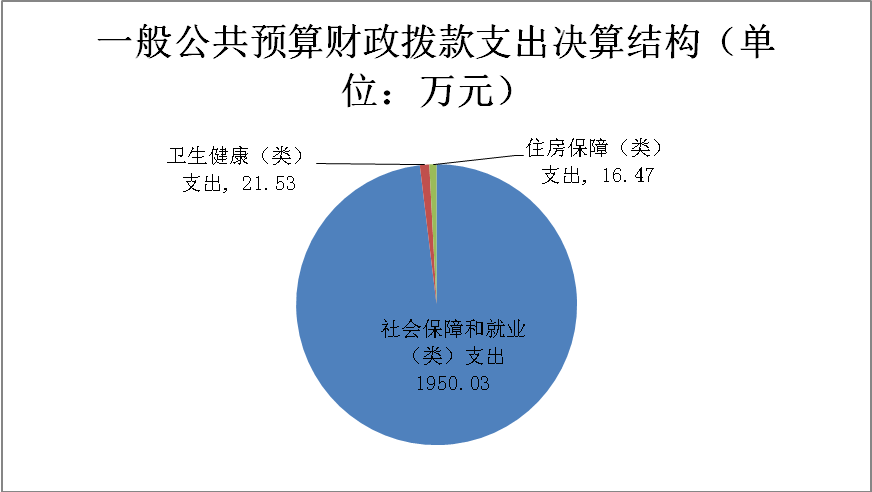 一般公共预算财政拨款支出决算结构（单
位：万元）
卫生健康（类）
支出, 21.53
住房保障（类）
支出, 16.47
社会保障和就业
（类）支出
1950.03